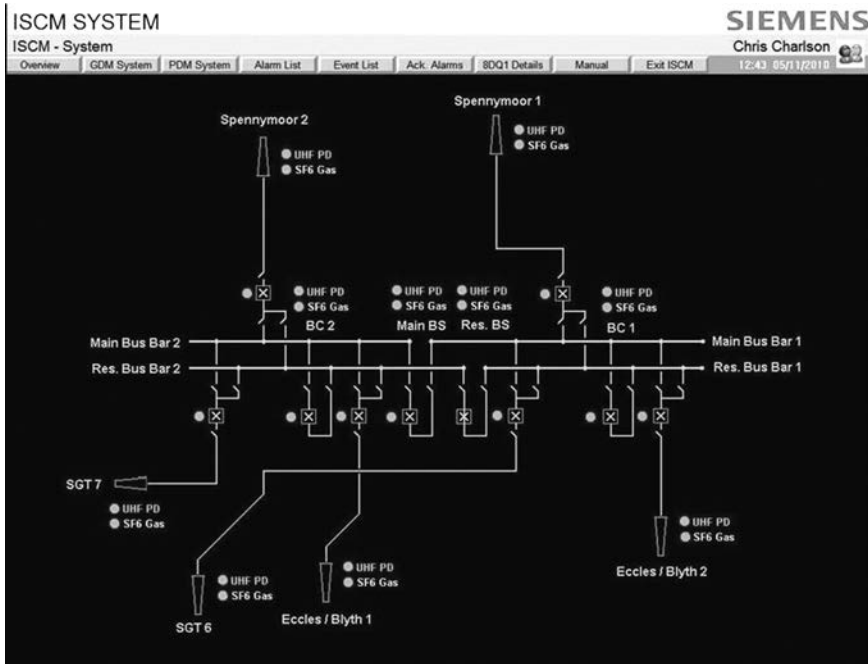 ISCM SYSTEM
SIEMENS
ISCM - System
Chris Charlson
Overview
GDM System
PDM System
Alarm List
Event List
Ack. Alarms
8DQ1 Details
Manual
Exit ISCM
12:43 05/11/2010
Spennymoor 1
Spennymoor 2
UHF PD
SF6 Gas
UHF PD
SF6 Gas
UHF PD
SF6 Gas
BC 2
UHF PD
SF6 Gas
Main BS
UHF PD
SF6 Gas
Res. BS
UHF PD
SF6 Gas
BC 1
Main Bus Bar 2
Main Bus Bar 1
Res. Bus Bar 2
Res. Bus Bar 1
SGT 7
UHF PD
SF6 Gas
UHF PD
SF6 Gas
Eccles / Blyth 2
UHF PD
SF6 Gas
SGT 6
UHF PD
SF6 Gas
Eccles / Blyth 1